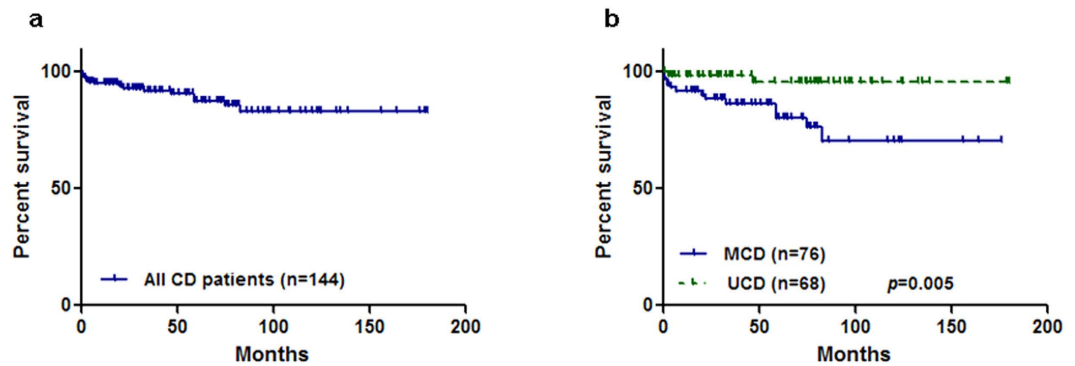 a
Percent survival
100
50
0
All CD patients (n=144)
0 50 100 150 200
Months
b
Percent survival
100
50
0
MCD (n=76)
UCD (n=68) p=0.005
0 50 100 150 200
Months